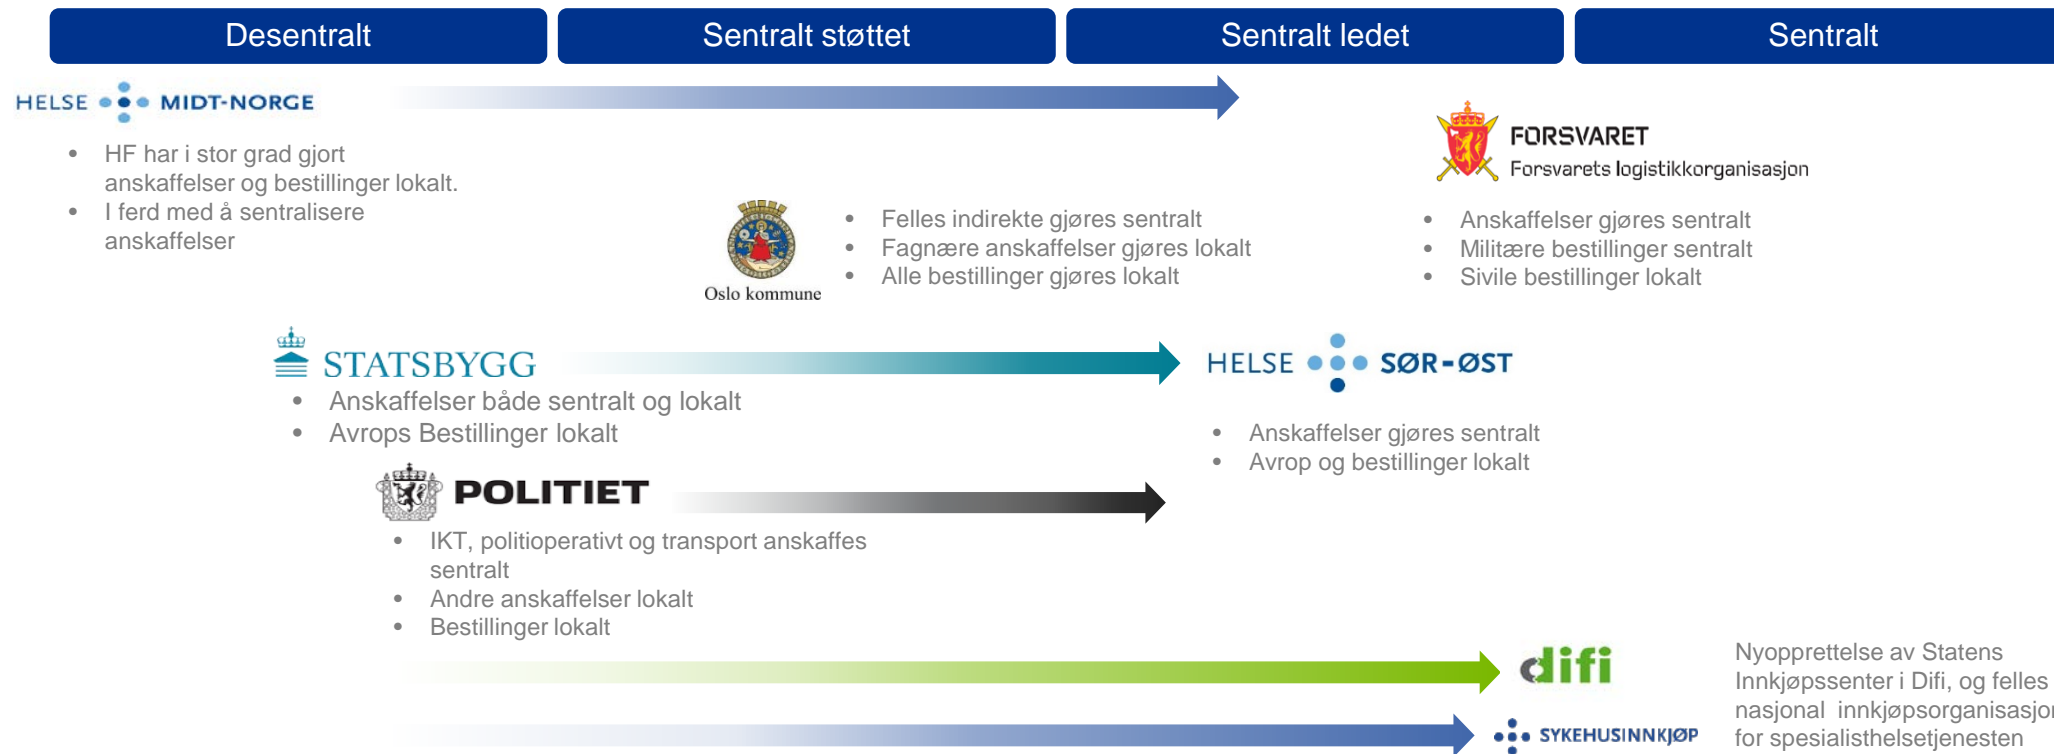 Desentralt
Sentralt støttet
Sentralt ledet
Sentralt
HELSE MIDT-NORGE
• HF har i stor grad gjort
anskaffelser og bestillinger lokalt.
• I ferd med å sentralisere
anskaffelser
Oslo kommune
• Felles indirekte gjøres sentralt
• Fagnære anskaffelser gjøres lokalt
• Alle bestillinger gjøres lokalt
FORSVARET
Forsvarets logistikkorganisasjon
• Anskaffelser gjøres sentralt
• Militære bestillinger sentralt
• Sivile bestillinger lokalt
STATSBYGG
• Anskaffelser både sentralt og lokalt
• Avrops Bestillinger lokalt
HELSE SØR-ØST
• Anskaffelser gjøres sentralt
• Avrop og bestillinger lokalt
POLITIET
• IKT, politioperativt og transport anskaffes
sentralt
• Andre anskaffelser lokalt
• Bestillinger lokalt
difi
SYKEHUSINNKJØP
Nyopprettelse av Statens
Innkjøpssenter i Difi, og felles
nasjonal innkjøpsorganisasjon
for spesialisthelsetjenesten